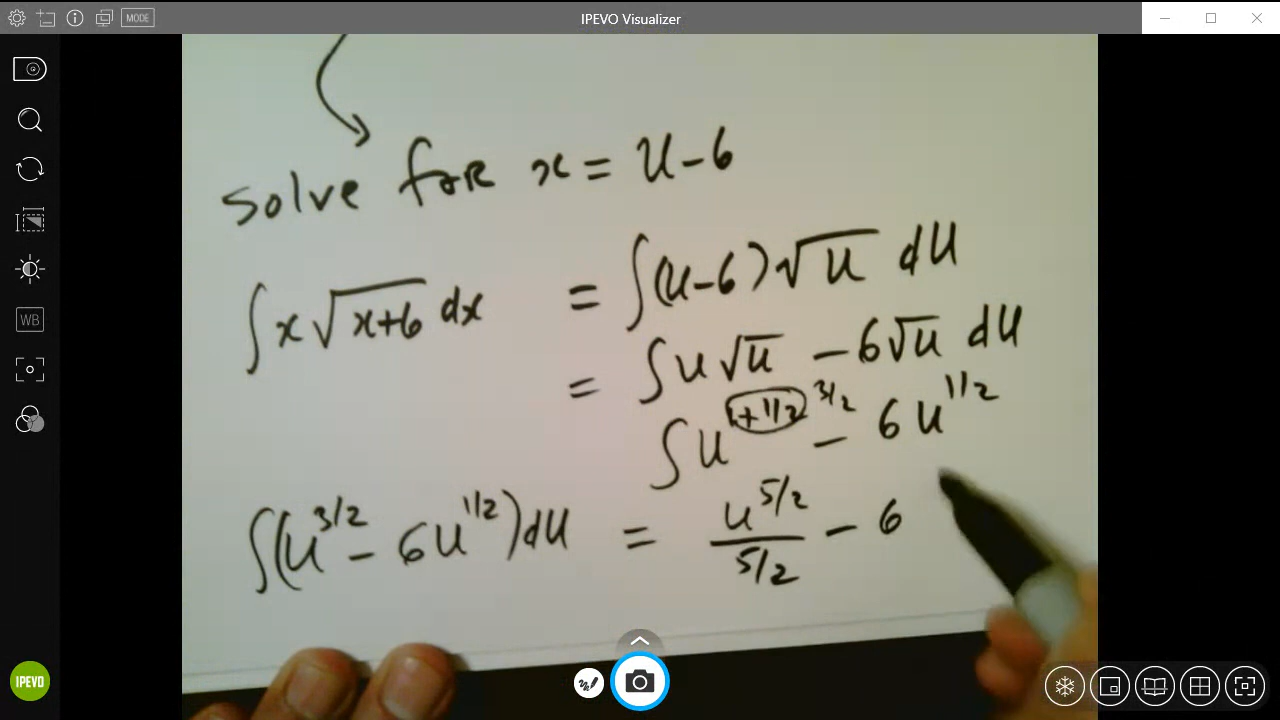 MODE
IPEVO Visualizer
solve for x = u-6
∫x√(x+6) dx = ∫(u-6)√u du
= ∫u√u - 6√u du
∫u^(1+1/2) ^(3/2) - 6u^(1/2)
∫(u^(3/2) - 6u^(1/2))du = u^(5/2)/(5/2) - 6
WB
IPEVO